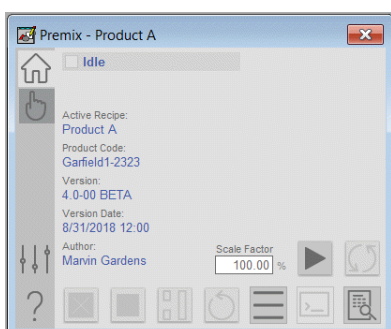 Premix - Product A
Idle
Active Recipe:
Product A
Product Code:
Garfield1-2323
Version:
4.0-00 BETA
Version Date:
8/31/2018 12:00
Author:
Marvin Gardens
Scale Factor
100.00 %
?